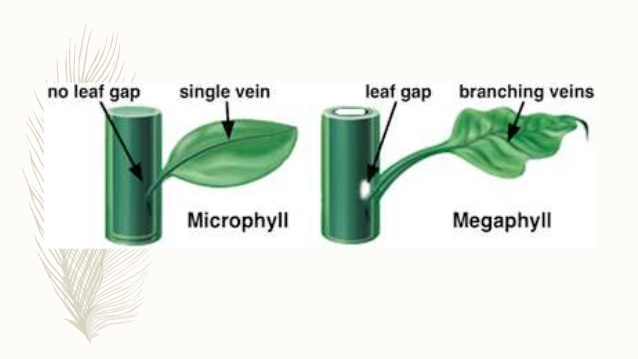 no leaf gap
single vein
leaf gap
branching veins
Microphyll
Megaphyll